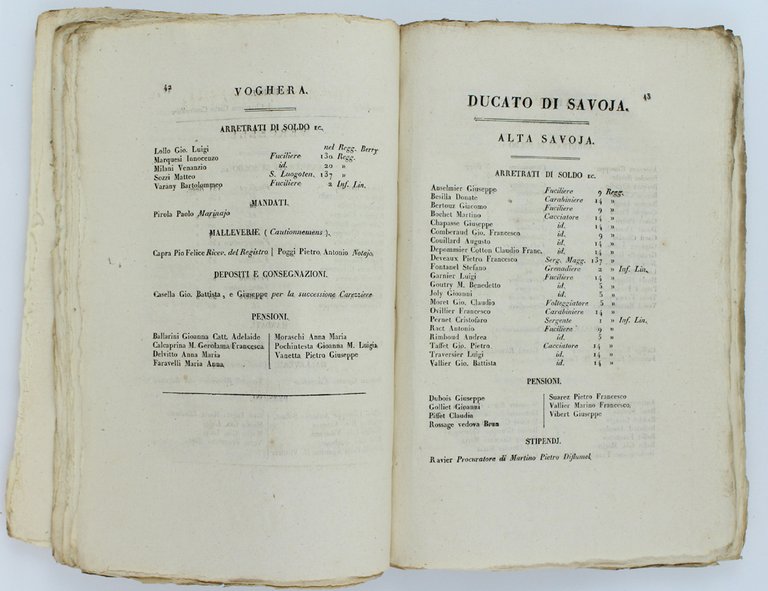 42
VOGHERA.
ARRETRATI DI SOLDO EC.
Lollo Gio. Luigi nel Regg. Berry
Marquesi Innocenzo Fuciliere 130 Regg.
Milani Venanzio id. 20 »
Sozzi Matteo S. Luogoten. 137 »
Varany Bartolommeo Fuciliere 2 Inf. Lin.
MANDATI.
Pirola Paolo Marinajo
MALLEVERIE (Cautionnemens).
Capra Pio Felice Ricev. del Registro | Poggi Pietro Antonio Notajo.
DEPOSITI E CONSEGNAZIONI.
Casella Gio. Battista, e Giuseppe per la successione Carezziere
PENSIONI.
Ballarini Gioanna Catt. Adelaide | Moraschi Anna Maria
Calcaprina M. Gerolama Francesca | Pochintesta Gioanna M. Luigia
Delvitto Anna Maria | Vanetta Pietro Giuseppe
Faravelli Maria Anna
43
DUCATO DI SAVOJA.
ALTA SAVOJA.
ARRETRATI DI SOLDO EC.
Anselmier Giuseppe Fuciliere 9 Regg.
Besilia Donato Carabiniere 14 »
Bertour Giacomo Fuciliere 9 »
Bochet Martino Cacciatore 14 »
Chapasse Giuseppe id. 14 »
Comberaud Gio. Francesco id. 9 »
Couillard Augusto id. 14 »
Depommier Cotton Claudio Franc. id. 14 »
Deveaux Pietro Francesco Serg. Magg. 137 »
Fontanel Stefano Grenadiere 2 » Inf. Lin.
Garnier Luigi Fuciliere 14 »
Goutry M. Benedetto id. 5 »
Joly Gioanni id. 5 »
Moret Gio. Claudio Volteggiatore 5 »
Ovillier Francesco Carabiniere 14 »
Pernet Cristoforo Sergente 1 » Inf. Lin.
Ract Antonio Fuciliere 9 »
Rimboud Andrea id. 5 »
Taffet Gio. Pietro Cacciatore 14 »
Traversier Luigi id. 14 »
Vallier Gio. Battista id. 14 »
PENSIONI.
Dubois Giuseppe | Suarez Pietro Francesco
Golliet Gioanni | Vallier Marino Francesco,
Piffet Claudia | Vibert Giuseppe
Rossage vedova Brun
STIPENDJ.
Ravier Procuratore di Martino Pietro Disflumel